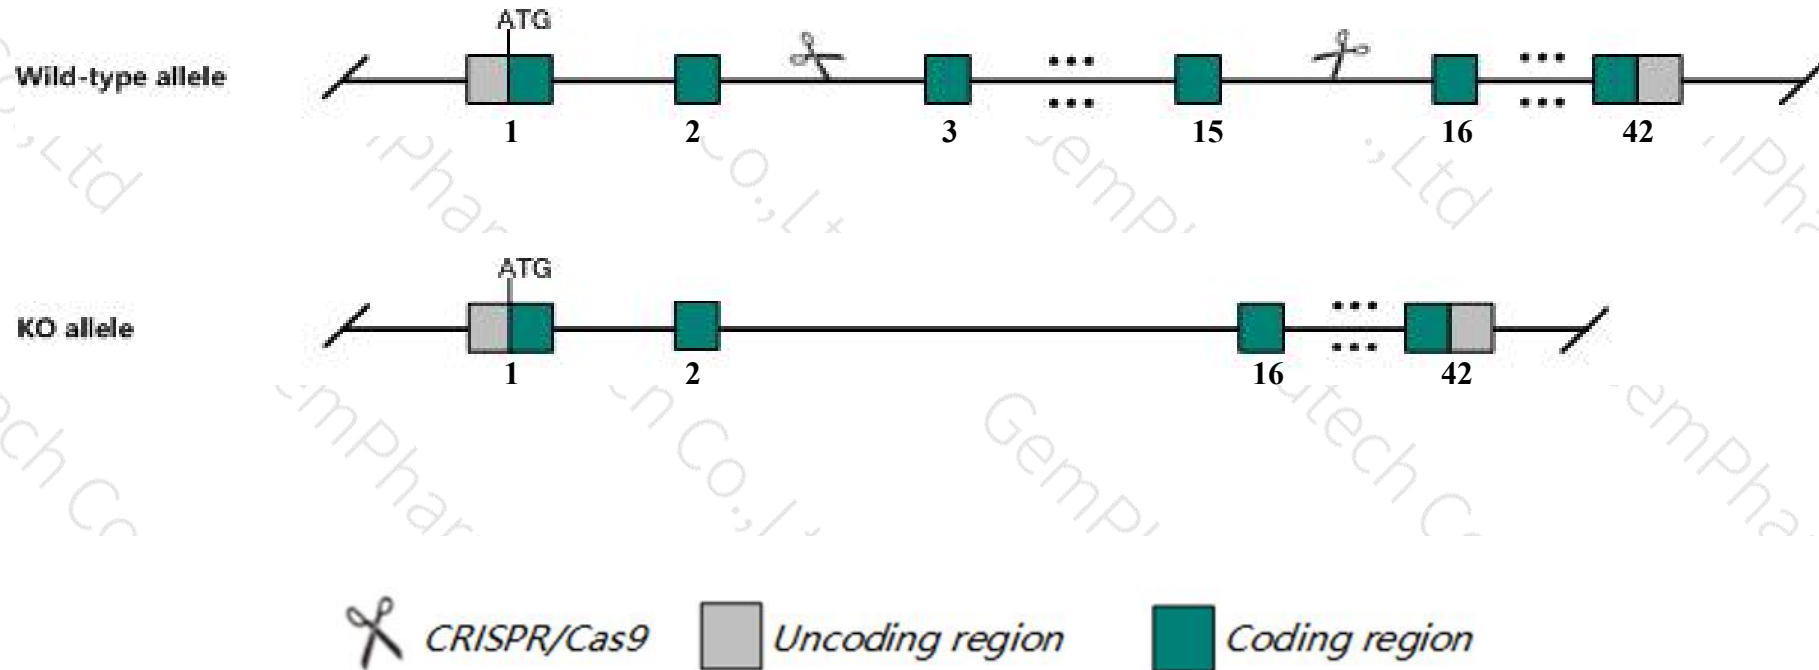 ATG
Wild-type allele
1 2 3 15 16 42
ATG
KO allele
1 2 16 42
CRISPR/Cas9 Uncoding region Coding region